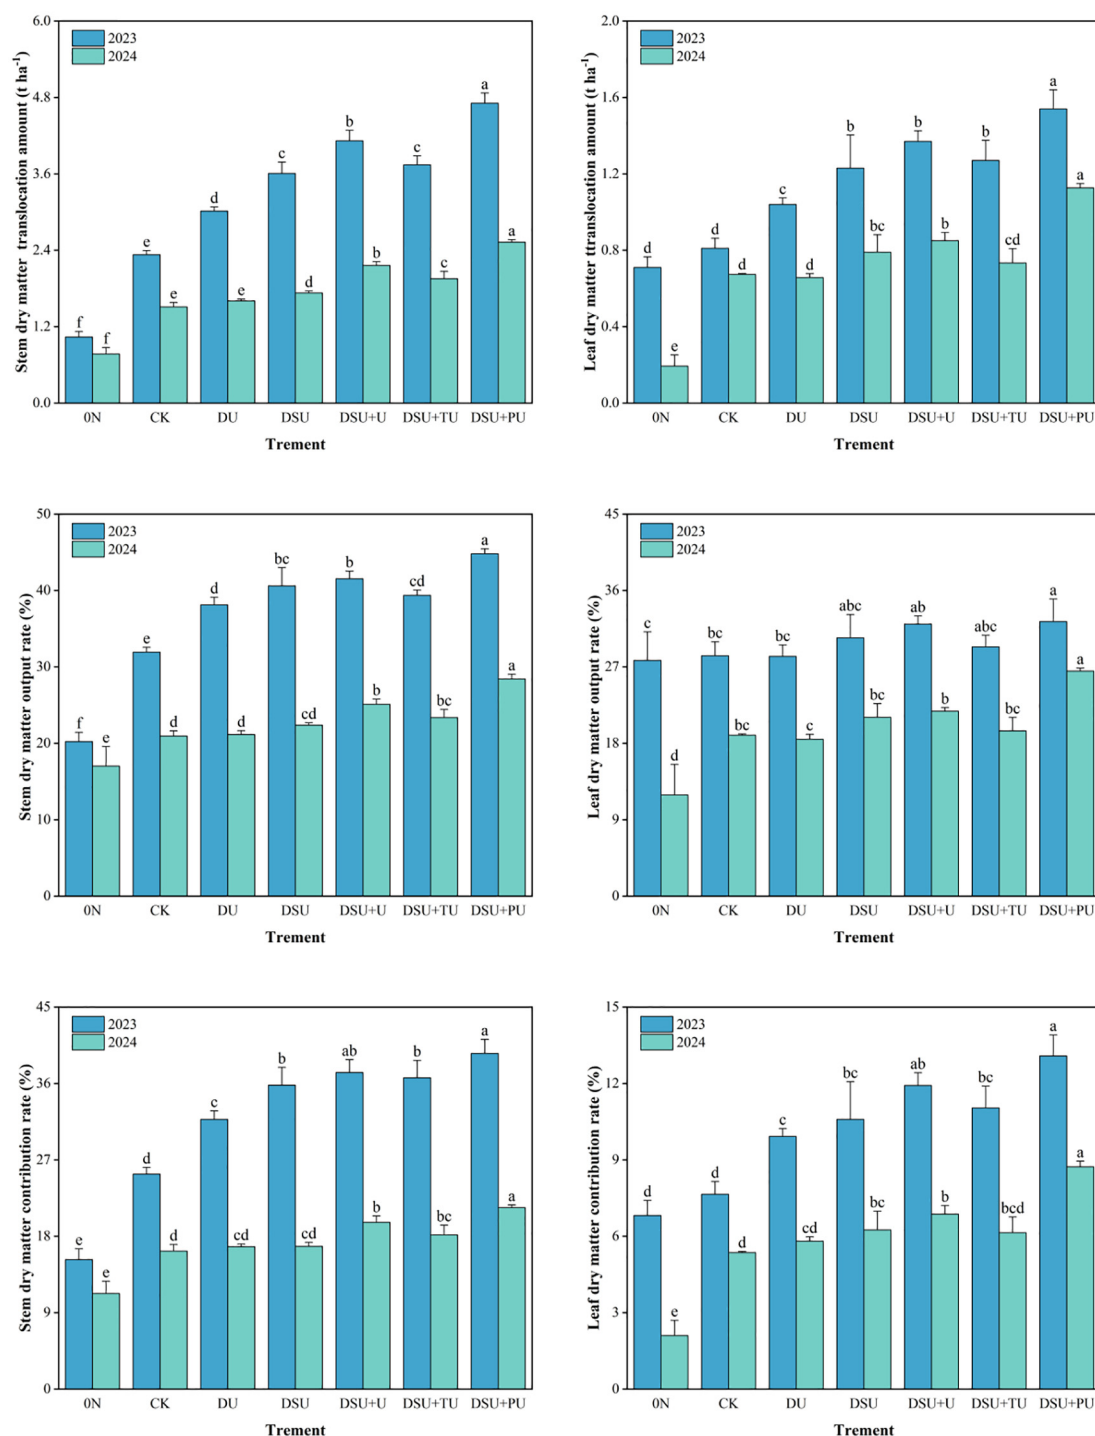 Stem dry matter translocation amount (t ha⁻¹)
6.0
4.8
3.6
2.4
1.2
0.0
2023
2024
f f e e d e c d b c c a
b a
0N CK DU DSU DSU+U DSU+TU DSU+PU
Trement
Leaf dry matter ttranslocation amount (t ha⁻¹)
2.0
1.6
1.2
0.8
0.4
0.0
2023
2024
d e d d c d b bc b b b cd a a
0N CK DU DSU DSU+U DSU+TU DSU+PU
Trement
Stem dry matter output rate (%)
50
40
30
20
10
0
2023
2024
f e e d d d bc cd b b cd bc a a
0N CK DU DSU DSU+U DSU+TU DSU+PU
Trement
Leaf dry matter output rate (%)
45
36
27
18
9
0
2023
2024
c d bc bc bc c abc bc ab b abc bc a a
0N CK DU DSU DSU+U DSU+TU DSU+PU
Trement
Stem dry matter contribution rate (%)
45
36
27
18
9
0
2023
2024
e e d d c cd b cd ab b b bc a a
0N CK DU DSU DSU+U DSU+TU DSU+PU
Trement
Leaf dry matter contribution rate (%)
15
12
9
6
3
0
2023
2024
d e d d c cd bc bc ab b bc bcd a a
0N CK DU DSU DSU+U DSU+TU DSU+PU
Trement